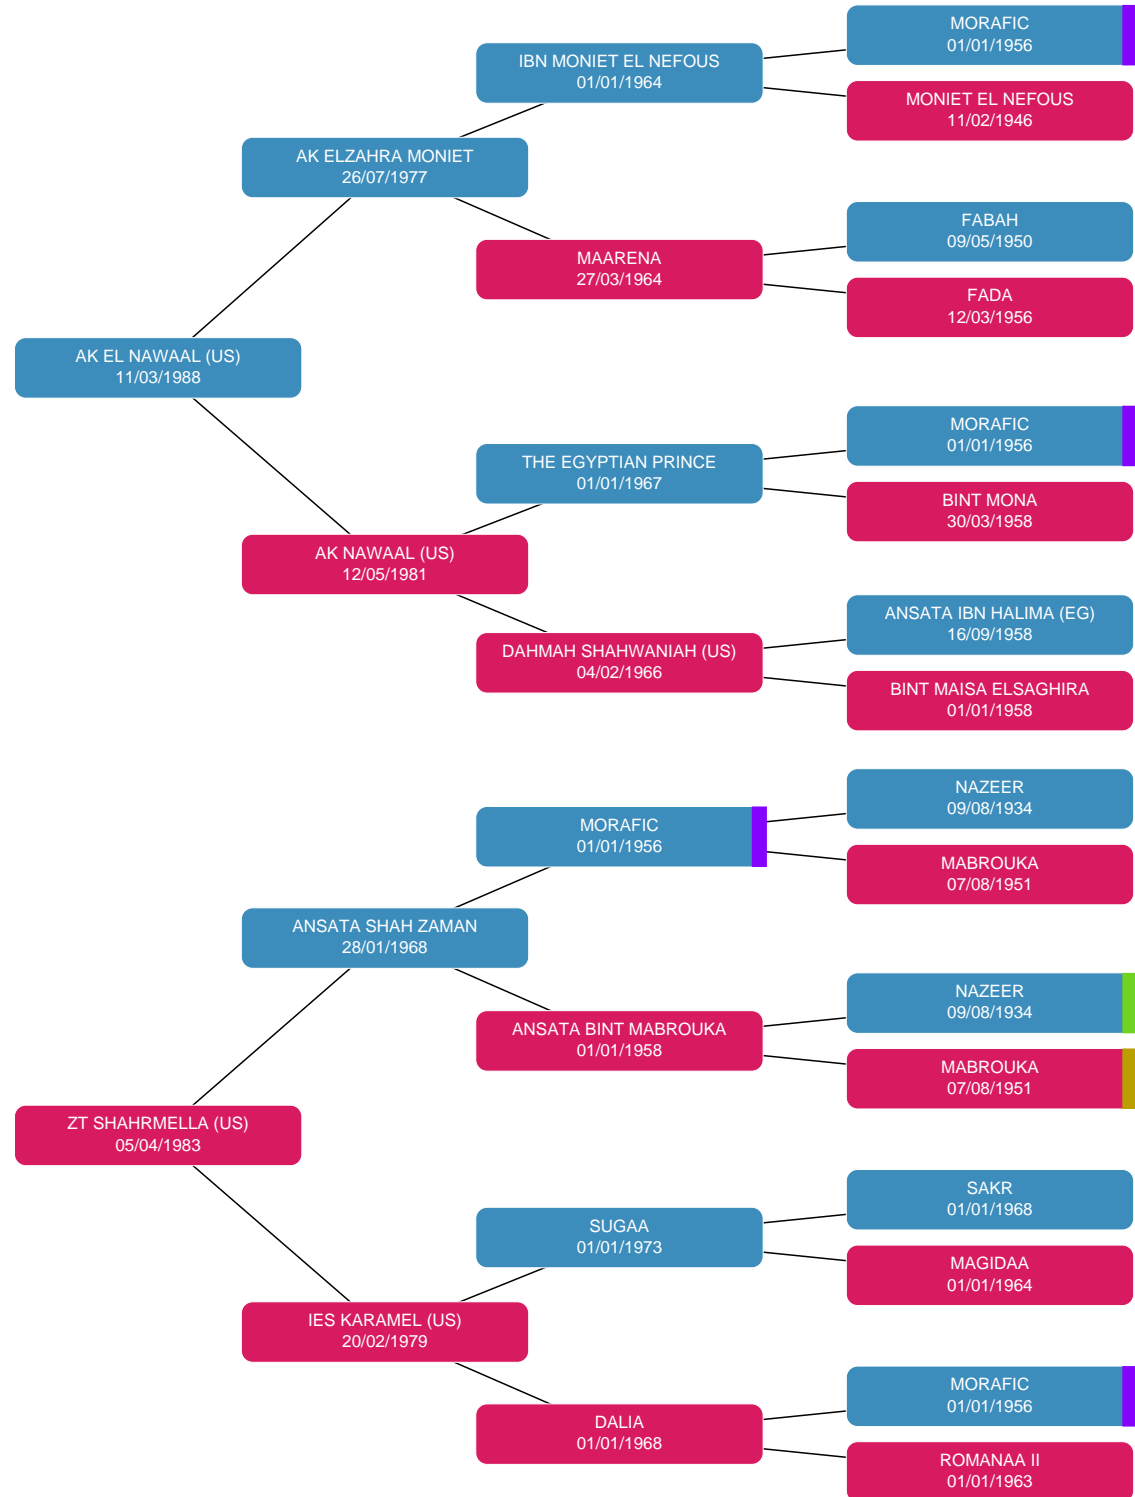 MORAFIC
01/01/1956
IBN MONIET EL NEFOUS
01/01/1964
MONIET EL NEFOUS
11/02/1946
AK ELZAHRA MONIET
26/07/1977
FABAH
09/05/1950
MAARENA
27/03/1964
FADA
12/03/1956
AK EL NAWAAL (US)
11/03/1988
MORAFIC
01/01/1956
THE EGYPTIAN PRINCE
01/01/1967
BINT MONA
30/03/1958
AK NAWAAL (US)
12/05/1981
ANSATA IBN HALIMA (EG)
16/09/1958
DAHMAH SHAHWANIAH (US)
04/02/1966
BINT MAISA ELSAGHIRA
01/01/1958
NAZEER
09/08/1934
MORAFIC
01/01/1956
MABROUKA
07/08/1951
ANSATA SHAH ZAMAN
28/01/1968
NAZEER
09/08/1934
ANSATA BINT MABROUKA
01/01/1958
MABROUKA
07/08/1951
ZT SHAHRMELLA (US)
05/04/1983
SAKR
01/01/1968
SUGAA
01/01/1973
MAGIDAA
01/01/1964
IES KARAMEL (US)
20/02/1979
MORAFIC
01/01/1956
DALIA
01/01/1968
ROMANAA II
01/01/1963